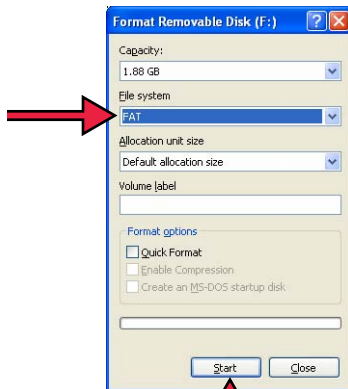 Format Removable Disk (F:)
Capacity:
1.88 GB
File system
FAT
Allocation unit size
Default allocation size
Volume label
Format options
Quick Format
Enable Compression
Create an MS-DOS startup disk
Start Close